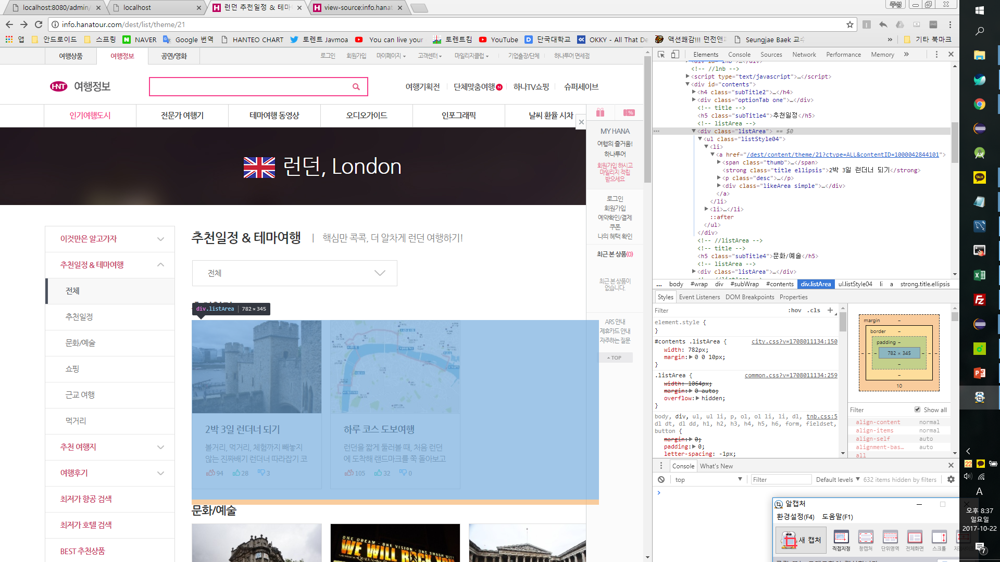 localhost:8080/admin/
localhost
런던 추천일정 & 테마
view-source:info.hanat
주성
info.hanatour.com/dest/list/theme/21
앱
안드로이드
스프링
NAVER
Google 번역
HANTEO CHART
토렌트 Javmoa
You can live your
토렌트킴
YouTube
단국대학교
OKKY - All That De
액션쾌감!!! 던전앤
Seungjae Baek 교수
»
기타 북마크
여행상품
여행정보
공연/영화
로그인
회원가입
마이페이지
고객센터
마일리지클럽
기업출장/단체
하나투어 면세점
HNT 여행정보
여행기획전
단체맞춤여행 N
하나TV쇼핑
슈퍼세이브
인기여행도시
전문가 여행기
테마여행 동영상
오디오가이드
인포그래픽
날씨 환율 시차
런던, London
이것만은 알고가자
추천일정 & 테마여행
전체
추천일정
문화/예술
쇼핑
근교 여행
먹거리
추천 여행지
여행후기
최저가 항공 검색
최저가 호텔 검색
BEST 추천상품
추천일정 & 테마여행 | 핵심만 콕콕, 더 알차게 런던 여행하기!
전체
div.listArea | 782 × 345
2박 3일 런더너 되기
볼거리, 먹거리, 체험까지 빼놓지
않는 진짜배기 런더너 따라잡기 코
94 28 3
하루 코스 도보여행
런던을 짧게 둘러볼 때, 처음 런던
에 도착해 랜드마크를 쭉 돌아보고
105 32 0
문화/예술
ONE DREAM · ONE VISION · ONE
WE WILL ROCK YOU
MY HANA
여행의 즐거움!
하나투어
회원가입 하시고
마일리지 적립
받으세요
로그인
회원가입
예약확인/결제
쿠폰
나의 혜택 확인
최근 본 상품(0)
최근 본 상품이
없습니다.
ARS 안내
제휴카드 안내
자주하는 질문
TOP
Elements
Console
Sources
Network
Performance
Memory
»
<div id="lnb">…</div>
<!-- //lnb -->
<script type="text/javascript">…</script>
<div id="contents">
<h4 class="subTitle2">…</h4>
<div class="optionTab one">…</div>
<!-- title -->
<h5 class="subTitle4">추천일정</h5>
<!-- listArea -->
<div class="listArea"> == $0
<ul class="listStyle04">
<li>
<a href="/dest/content/theme/21?ctype=ALL&contentID=1000042844101">
<span class="thumb">…</span>
<strong class="title ellipsis">2박 3일 런더너 되기</strong>
<p class="desc">…</p>
<div class="likeArea simple">…</div>
</a>
</li>
<li>…</li>
::after
</ul>
</div>
<!-- //listArea -->
<!-- title -->
<h5 class="subTitle4">문화/예술</h5>
<!-- listArea -->
<div class="listArea">…</div>
<!-- //listArea -->
... body #wrap div #subWrap #contents div.listArea ul.listStyle04 li a strong.title.ellipsis
Styles
Event Listeners
DOM Breakpoints
Properties
Filter
:hov .cls +
element.style {
}
#contents .listArea { city.css?v=1708011134:150
width: 782px;
margin: 0 0 10px;
}
.listArea { common.css?v=1708011134:259
width: 1064px;
margin: 0 auto;
overflow: hidden;
}
body, div, ul, ul li, p, ol, ol li, li, dl, tnb.css:5
dl dt, dl dd, h1, h2, h3, h4, h5, h6, form, fieldset,
button {
margin: 0;
padding: 0;
letter-spacing: -1px;
margin –
border –
padding –
– – – 782 × 345 – – –
–
–
10
Filter
Show all
align-content normal
align-items normal
align-self auto
alignment-bas… auto
all
Console
What's New
top
Filter
Default levels
632 items hidden by filters
알캡처
환경설정(F4) 도움말(F1)
새 캡처
직접지정
창캡처
단위영역
전체화면
스크롤
TALK
22
A
오후 8:37
일요일
2017-10-22
7